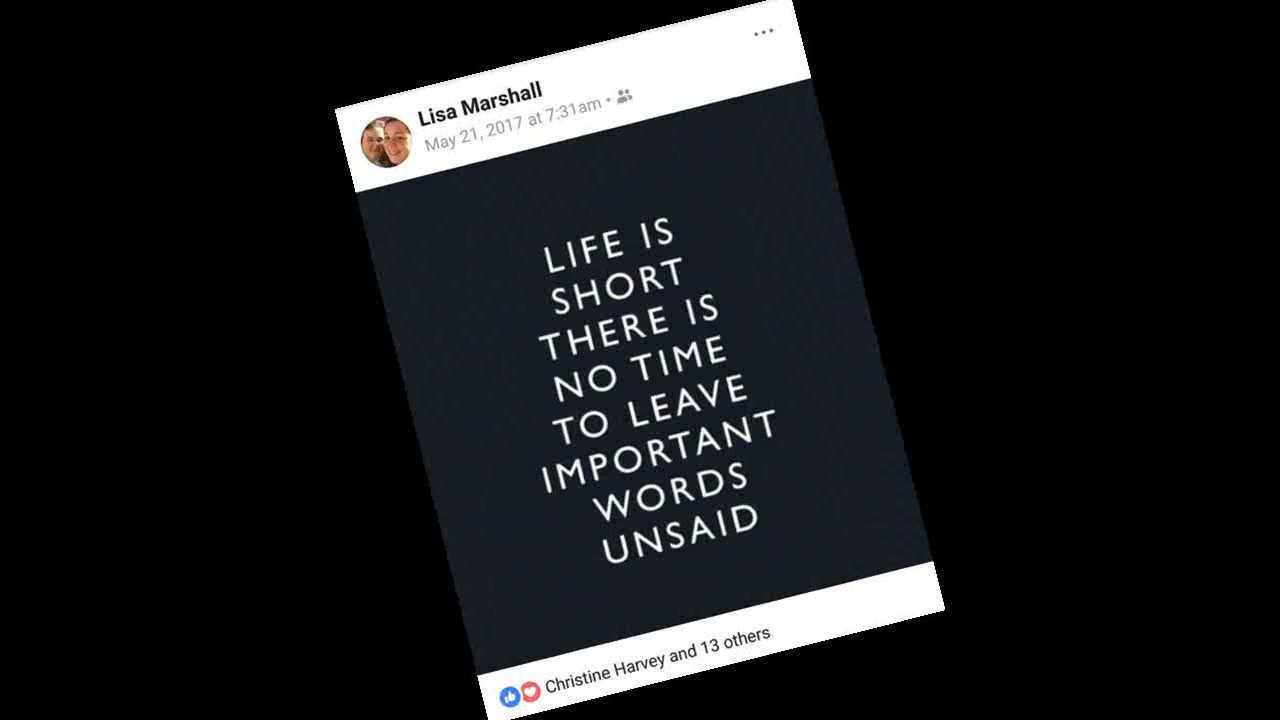 Lisa Marshall
May 21, 2017 at 7:31am
LIFE IS
SHORT
THERE IS
NO TIME
TO LEAVE
IMPORTANT
WORDS
UNSAID
Christine Harvey and 13 others